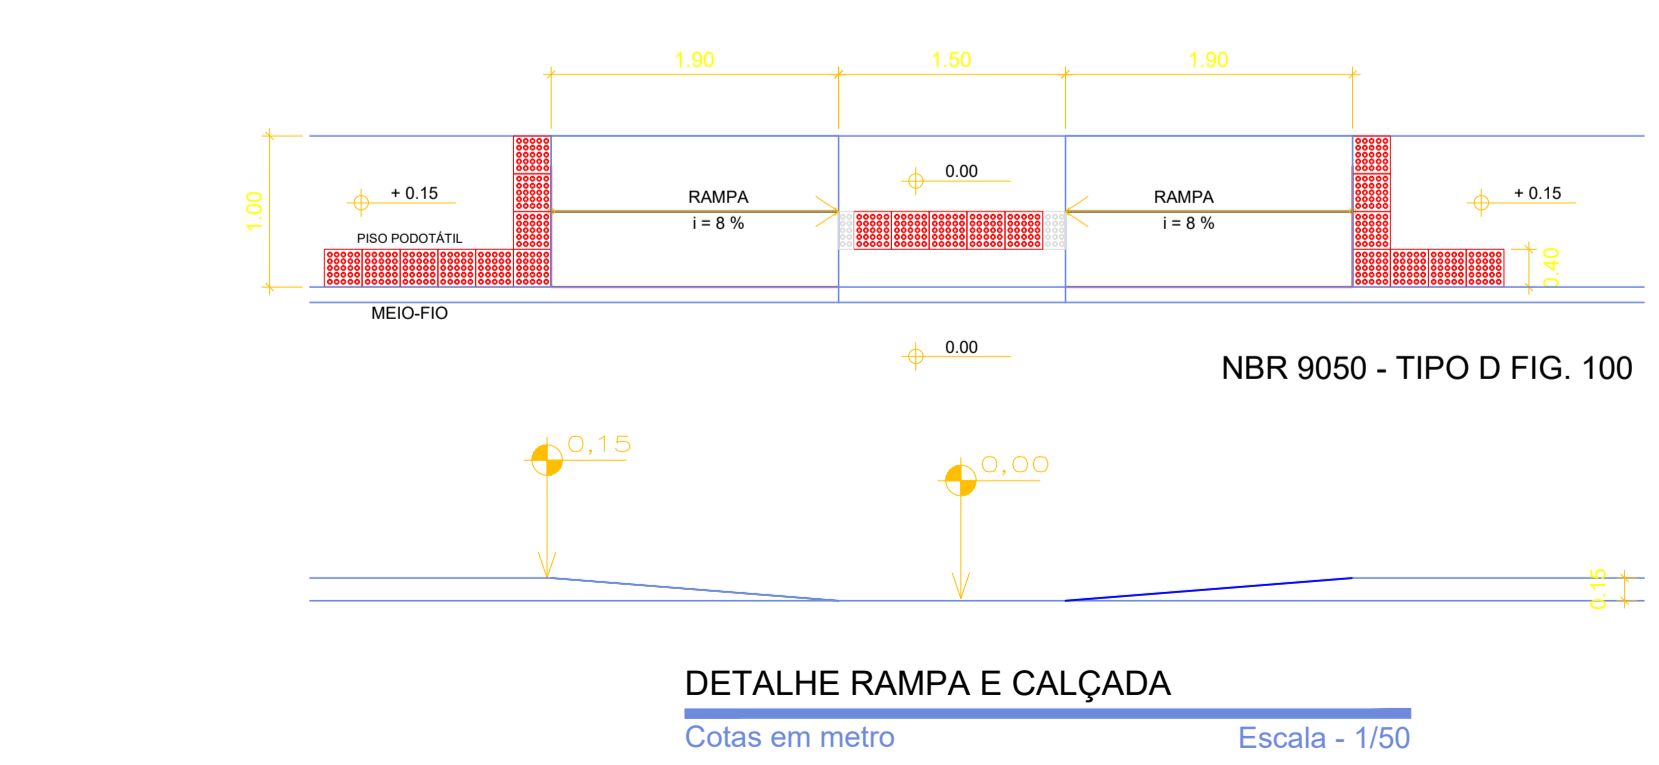 1.90
1.50
1.90
1.00
+ 0.15
PISO PODOTÁTIL
MEIO-FIO
RAMPA
i = 8 %
0.00
RAMPA
i = 8 %
+ 0.15
0.40
0.00
NBR 9050 - TIPO D FIG. 100
0,15
0,00
0.15
DETALHE RAMPA E CALÇADA
Cotas em metro
Escala - 1/50